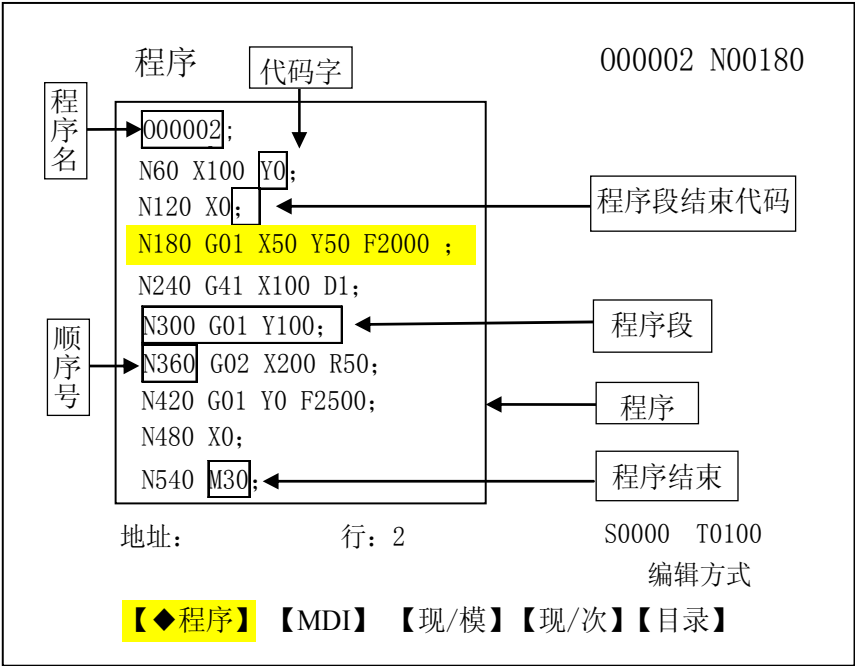 程序
代码字
O00002 N00180
程序名
O00002;
N60 X100 Y0;
N120 X0;
程序段结束代码
N180 G01 X50 Y50 F2000 ;
N240 G41 X100 D1;
N300 G01 Y100;
程序段
顺序号
N360 G02 X200 R50;
N420 G01 Y0 F2500;
程序
N480 X0;
N540 M30;
程序结束
地址: 行: 2 S0000 T0100
编辑方式
【◆程序】 【MDI】 【现/模】【现/次】【目录】